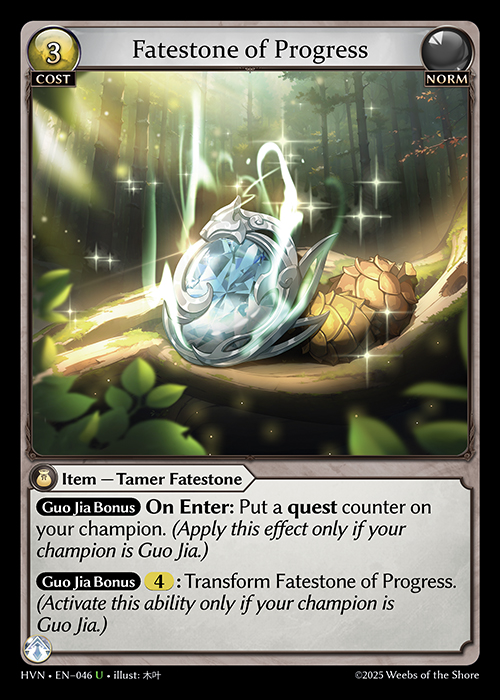 3
Fatestone of Progress
COST
NORM
Item — Tamer Fatestone
Guo Jia Bonus On Enter: Put a quest counter on
your champion. (Apply this effect only if your
champion is Guo Jia.)
Guo Jia Bonus 4 : Transform Fatestone of Progress.
(Activate this ability only if your champion is
Guo Jia.)
HVN • EN-046 U • illust: 木叶
©2025 Weebs of the Shore